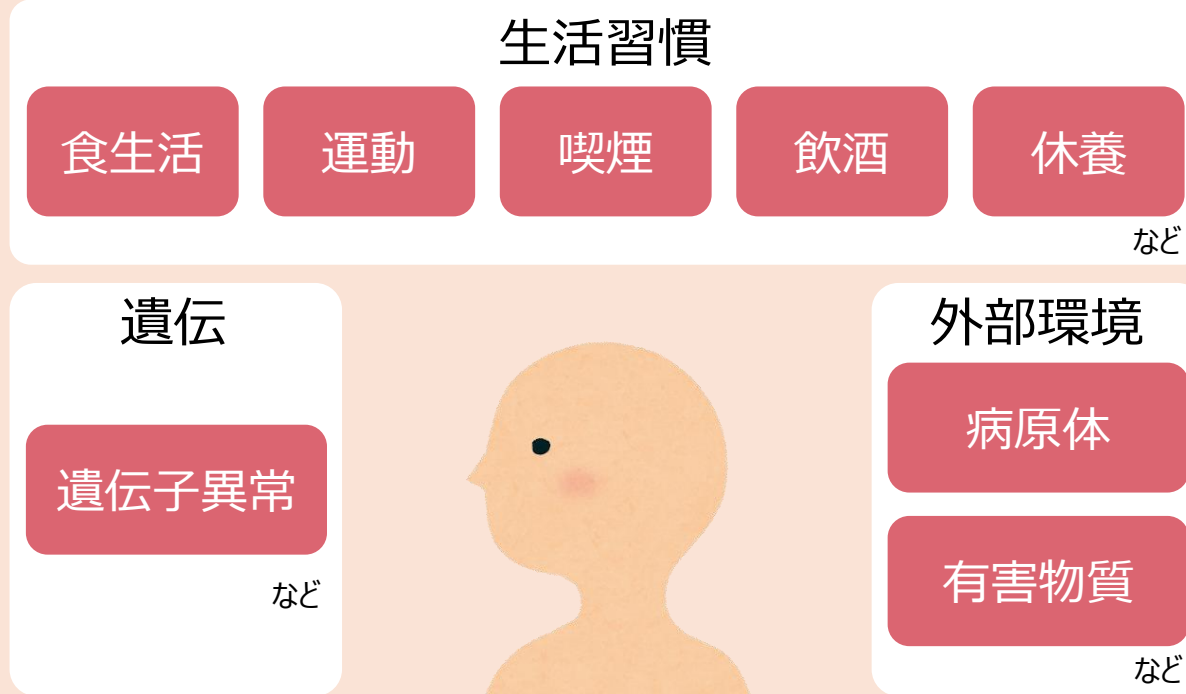 生活習慣
食生活
運動
喫煙
飲酒
休養
など
遺伝
遺伝子異常
など
外部環境
病原体
有害物質
など